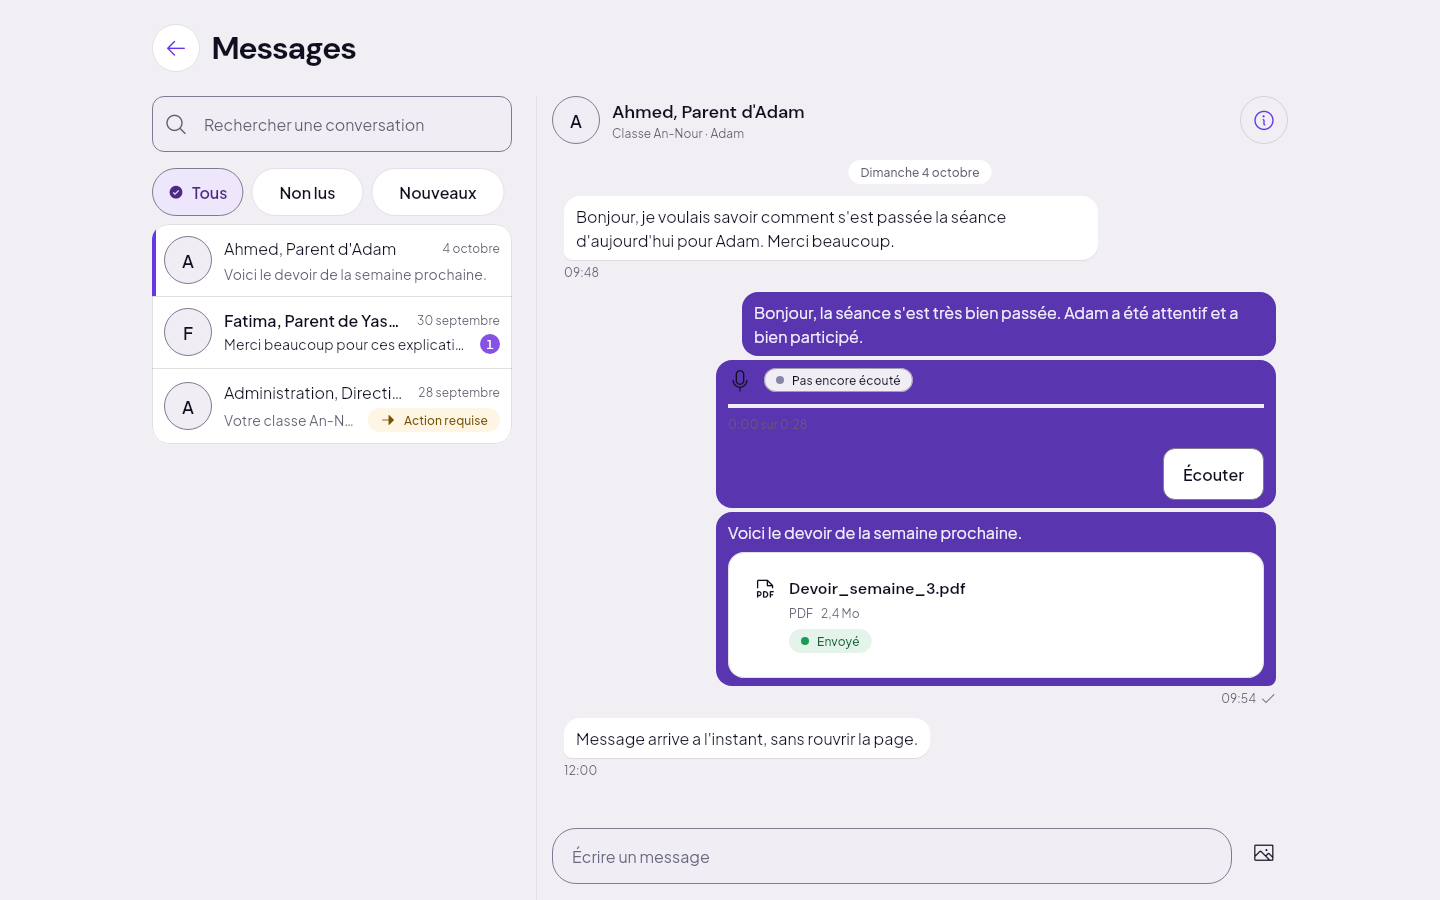 Messages
Rechercher une conversation
Tous
Non lus
Nouveaux
A
Ahmed, Parent d'Adam
4 octobre
Voici le devoir de la semaine prochaine.
F
Fatima, Parent de Yas...
30 septembre
Merci beaucoup pour ces explicati...
1
A
Administration, Directi...
28 septembre
Votre classe An-N...
Action requise
A
Ahmed, Parent d'Adam
Classe An-Nour · Adam
Dimanche 4 octobre
Bonjour, je voulais savoir comment s'est passée la séance
d'aujourd'hui pour Adam. Merci beaucoup.
09:48
Bonjour, la séance s'est très bien passée. Adam a été attentif et a
bien participé.
Pas encore écouté
0:00 sur 0:28
Écouter
Voici le devoir de la semaine prochaine.
PDF
Devoir_semaine_3.pdf
PDF 2,4 Mo
Envoyé
09:54
Message arrive a l'instant, sans rouvrir la page.
12:00
Écrire un message